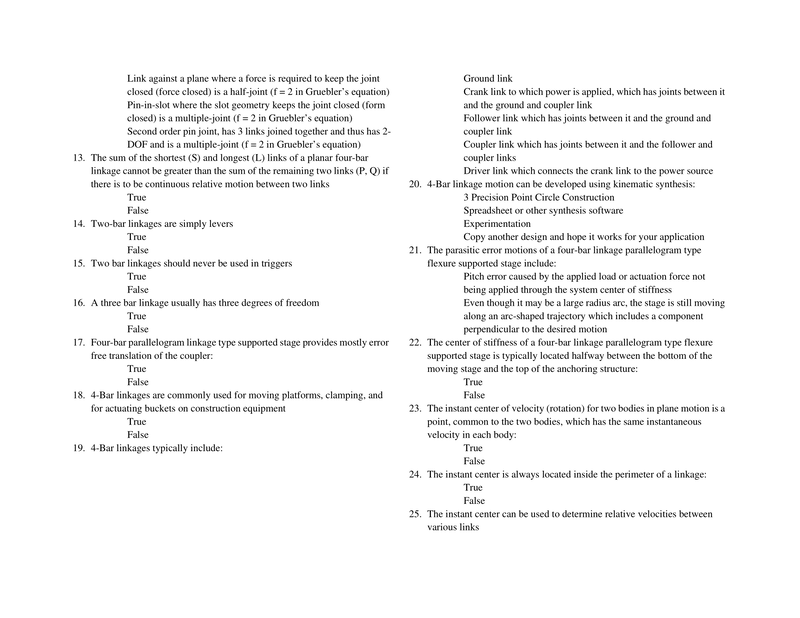 Link against a plane where a force is required to keep the joint
closed (force closed) is a half-joint (f = 2 in Gruebler's equation)
Pin-in-slot where the slot geometry keeps the joint closed (form
closed) is a multiple-joint (f = 2 in Gruebler's equation)
Second order pin joint, has 3 links joined together and thus has 2-
DOF and is a multiple-joint (f = 2 in Gruebler's equation)
13. The sum of the shortest (S) and longest (L) links of a planar four-bar
linkage cannot be greater than the sum of the remaining two links (P, Q) if
there is to be continuous relative motion between two links
True
False
14. Two-bar linkages are simply levers
True
False
15. Two bar linkages should never be used in triggers
True
False
16. A three bar linkage usually has three degrees of freedom
True
False
17. Four-bar parallelogram linkage type supported stage provides mostly error
free translation of the coupler:
True
False
18. 4-Bar linkages are commonly used for moving platforms, clamping, and
for actuating buckets on construction equipment
True
False
19. 4-Bar linkages typically include:
Ground link
Crank link to which power is applied, which has joints between it
and the ground and coupler link
Follower link which has joints between it and the ground and
coupler link
Coupler link which has joints between it and the follower and
coupler links
Driver link which connects the crank link to the power source
20. 4-Bar linkage motion can be developed using kinematic synthesis:
3 Precision Point Circle Construction
Spreadsheet or other synthesis software
Experimentation
Copy another design and hope it works for your application
21. The parasitic error motions of a four-bar linkage parallelogram type
flexure supported stage include:
Pitch error caused by the applied load or actuation force not
being applied through the system center of stiffness
Even though it may be a large radius arc, the stage is still moving
along an arc-shaped trajectory which includes a component
perpendicular to the desired motion
22. The center of stiffness of a four-bar linkage parallelogram type flexure
supported stage is typically located halfway between the bottom of the
moving stage and the top of the anchoring structure:
True
False
23. The instant center of velocity (rotation) for two bodies in plane motion is a
point, common to the two bodies, which has the same instantaneous
velocity in each body:
True
False
24. The instant center is always located inside the perimeter of a linkage:
True
False
25. The instant center can be used to determine relative velocities between
various links